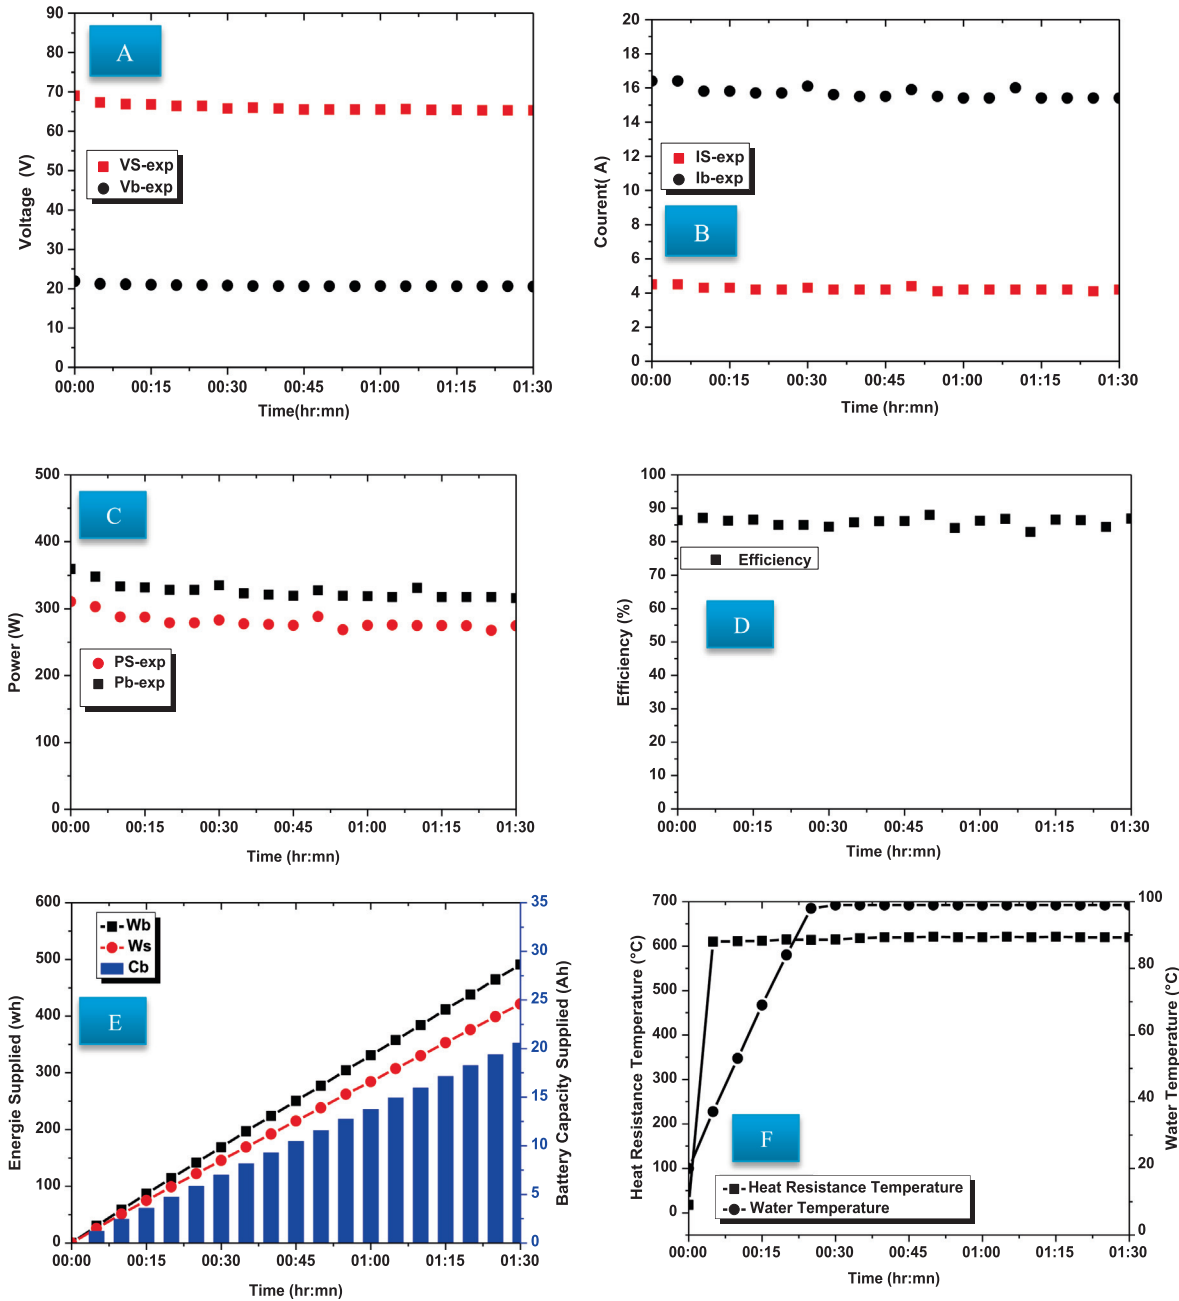 90
80
70
60
50
40
30
20
10
0
Voltage (V)
A
VS-exp
Vb-exp
00:00 00:15 00:30 00:45 01:00 01:15 01:30
Time(hr:mn)
20
18
16
14
12
10
8
6
4
2
0
Courent( A)
IS-exp
Ib-exp
B
00:00 00:15 00:30 00:45 01:00 01:15 01:30
Time (hr:mn)
500
400
300
200
100
0
Power (W)
C
PS-exp
Pb-exp
00:00 00:15 00:30 00:45 01:00 01:15 01:30
Time (hr:mn)
100
90
80
70
60
50
40
30
20
10
0
Efficiency (%)
Efficiency
D
00:00 00:15 00:30 00:45 01:00 01:15 01:30
Time (hr:mn)
600
500
400
300
200
100
0
Energie Supplied (wh)
Wb
Ws
Cb
E
35
30
25
20
15
10
5
0
Battery Capacity Supplied (Ah)
00:00 00:15 00:30 00:45 01:00 01:15 01:30
Time (hr:mn)
700
600
500
400
300
200
100
0
Heat Resistance Temperature (°C)
F
Heat Resistance Temperature
Water Temperature
100
80
60
40
20
0
Water Temperature (°C)
00:00 00:15 00:30 00:45 01:00 01:15 01:30
Time (hr:mn)